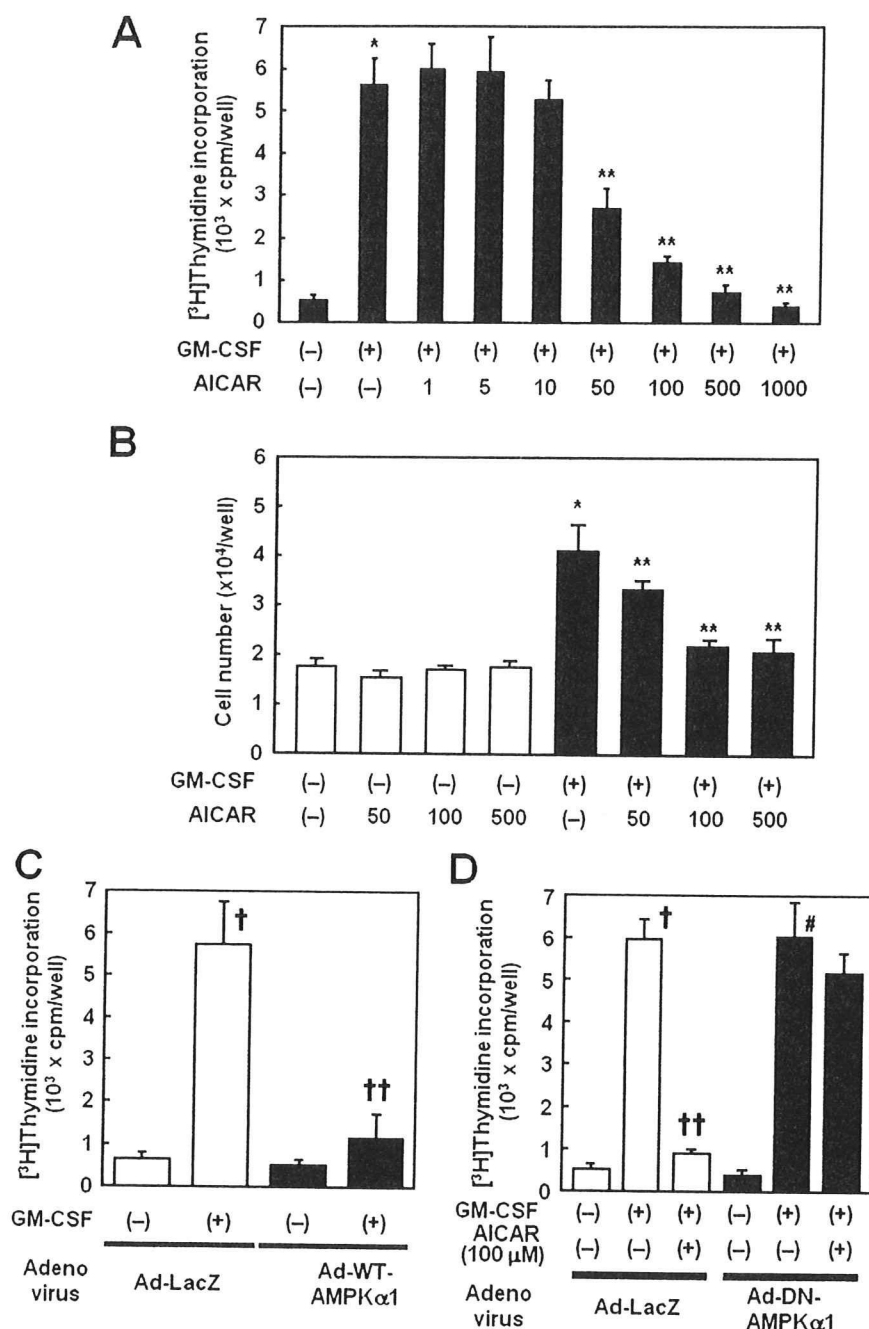 A
[³H]Thymidine incorporation
(10³ x cpm/well)
7
6
5
4
3
2
1
0
*
**
**
**
**
GM-CSF (–) (+) (+) (+) (+) (+) (+) (+) (+)
AICAR (–) (–) 1 5 10 50 100 500 1000
B
Cell number (x10⁴/well)
6
5
4
3
2
1
0
*
**
**
**
GM-CSF (–) (–) (–) (–) (+) (+) (+) (+)
AICAR (–) 50 100 500 (–) 50 100 500
C
[³H]Thymidine incorporation
(10³ x cpm/well)
7
6
5
4
3
2
1
0
†
††
GM-CSF (–) (+) (–) (+)
Adeno
virus
Ad-LacZ
Ad-WT-
AMPKα1
D
[³H]Thymidine incorporation
(10³ x cpm/well)
7
6
5
4
3
2
1
0
†
††
#
GM-CSF (–) (+) (+) (–) (+) (+)
AICAR
(100 µM) (–) (–) (+) (–) (–) (+)
Adeno
virus
Ad-LacZ
Ad-DN-
AMPKα1